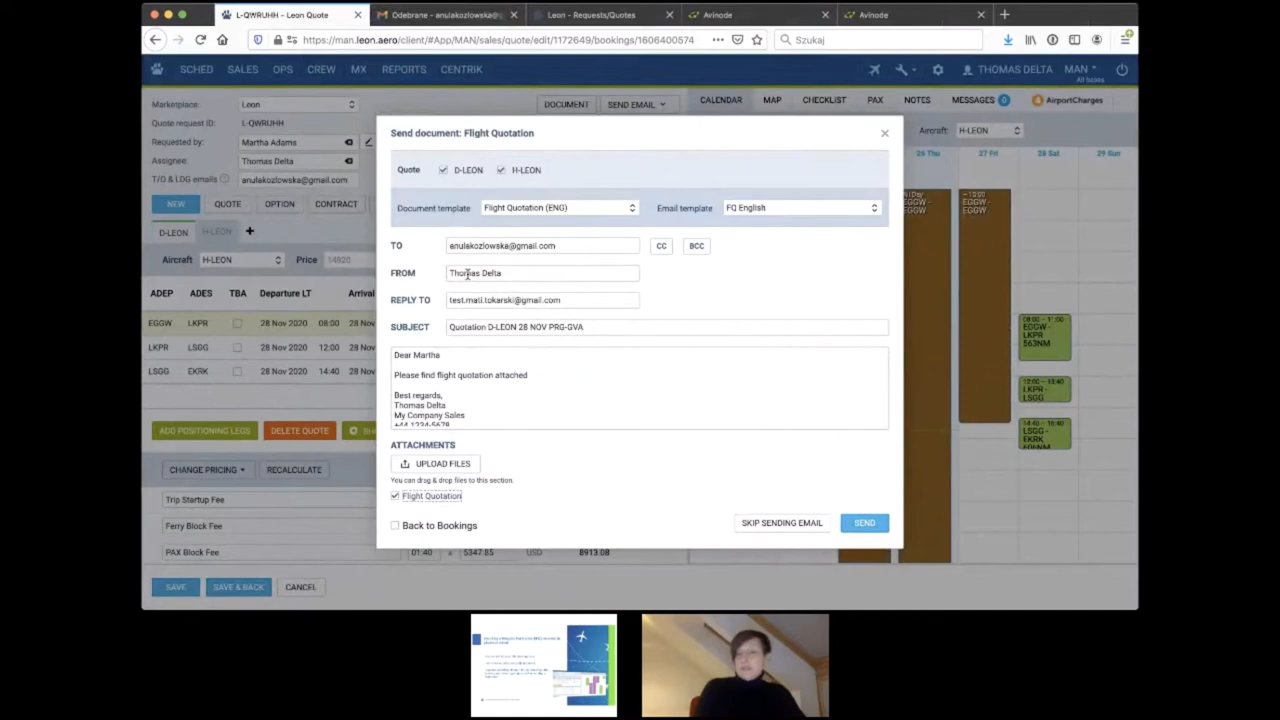 L-QWRUHH - Leon Quote
Odebrane - anulakozlowska@g
Leon - Requests/Quotes
Avinode
Avinode
https://man.leon.aero/client/#App/MAN/sales/quote/edit/1172649/bookings/1606400574
Szukaj
SCHED SALES OPS CREW MX REPORTS CENTRIK
THOMAS DELTA MAN
All bases
Marketplace: Leon
DOCUMENT SEND EMAIL
CALENDAR MAP CHECKLIST PAX NOTES MESSAGES 0 AirportCharges
Quote request ID: L-QWRUHH
Requested by: Martha Adams
Assignee: Thomas Delta
T/O & LDG emails anulakozlowska@gmail.com
Aircraft: H-LEON
26 Thu 27 Fri 28 Sat 29 Sun
NEW QUOTE OPTION CONTRACT
D-LEON H-LEON
Aircraft H-LEON Price 14920
ADEP ADES TBA Departure LT Arrival
EGGW LKPR 28 Nov 2020 08:00
LKPR LSGG 28 Nov 2020 12:00
LSGG EKRK 28 Nov 2020 14:40
ADD POSITIONING LEGS DELETE QUOTE
CHANGE PRICING RECALCULATE
Trip Startup Fee
Ferry Block Fee
PAX Block Fee 01:40 x 5347.85 USD 8913.08
SAVE SAVE & BACK CANCEL
Send document: Flight Quotation
Quote D-LEON H-LEON
Document template Flight Quotation (ENG) Email template FQ English
TO anulakozlowska@gmail.com CC BCC
FROM Thomas Delta
REPLY TO test.mati.tokarski@gmail.com
SUBJECT Quotation D-LEON 28 NOV PRG-GVA
Dear Martha
Please find flight quotation attached
Best regards,
Thomas Delta
My Company Sales
+44 1234-5678
ATTACHMENTS
UPLOAD FILES
You can drag & drop files to this section.
Flight Quotation
Back to Bookings
SKIP SENDING EMAIL SEND
EGGW -
EGGW
EGGW -
EGGW
08:00 - 11:00
EGGW -
LKPR
563NM
12:00 - 13:40
LKPR -
LSGG
LSGG -
EKRK